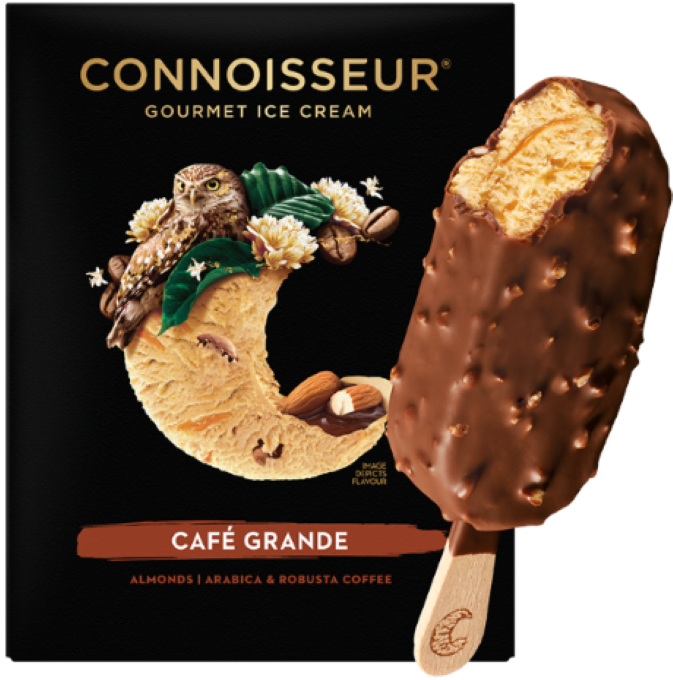 CONNOISSEUR®
GOURMET ICE CREAM
IMAGE
DEPICTS
FLAVOUR
CAFÉ GRANDE
ALMONDS | ARABICA & ROBUSTA COFFEE